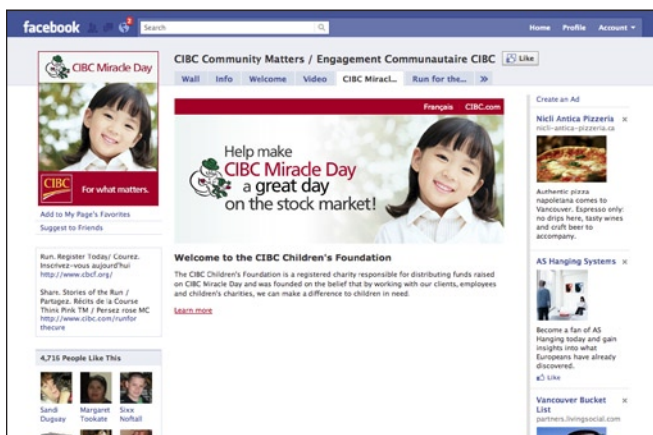 facebook
2
Search
Home Profile Account
CIBC Miracle Day
CIBC
For what matters.
Add to My Page's Favorites
Suggest to Friends
Run. Register Today/ Courez.
Inscrivez-vous aujourd'hui
http://www.cbcf.org/
Share. Stories of the Run /
Partagez. Récits de la Course
Think Pink TM / Persez rose MC
http://www.cibc.com/runfor
thecure
4,715 People Like This
Sandi
Duguay
Margaret
Tookate
Sixx
Noftall
CIBC Community Matters / Engagement Communautaire CIBC
Like
Wall Info Welcome Video CIBC Miracl... Run for the... »
Français CIBC.com
Help make
CIBC Miracle Day
a great day
on the stock market!
Welcome to the CIBC Children's Foundation
The CIBC Children's Foundation is a registered charity responsible for distributing funds raised
on CIBC Miracle Day and was founded on the belief that by working with our clients, employees
and children's charities, we can make a difference to children in need.
Learn more
Create an Ad
Nicli Antica Pizzeria ×
nicli-antica-pizzeria.ca
Authentic pizza
napoletana comes to
Vancouver. Espresso only:
no drips here, tasty wines
and craft beer to
accompany.
AS Hanging Systems ×
Become a fan of AS
Hanging today and gain
insights into what
Europeans have already
discovered.
Like
Vancouver Bucket ×
List
partners.livingsocial.com